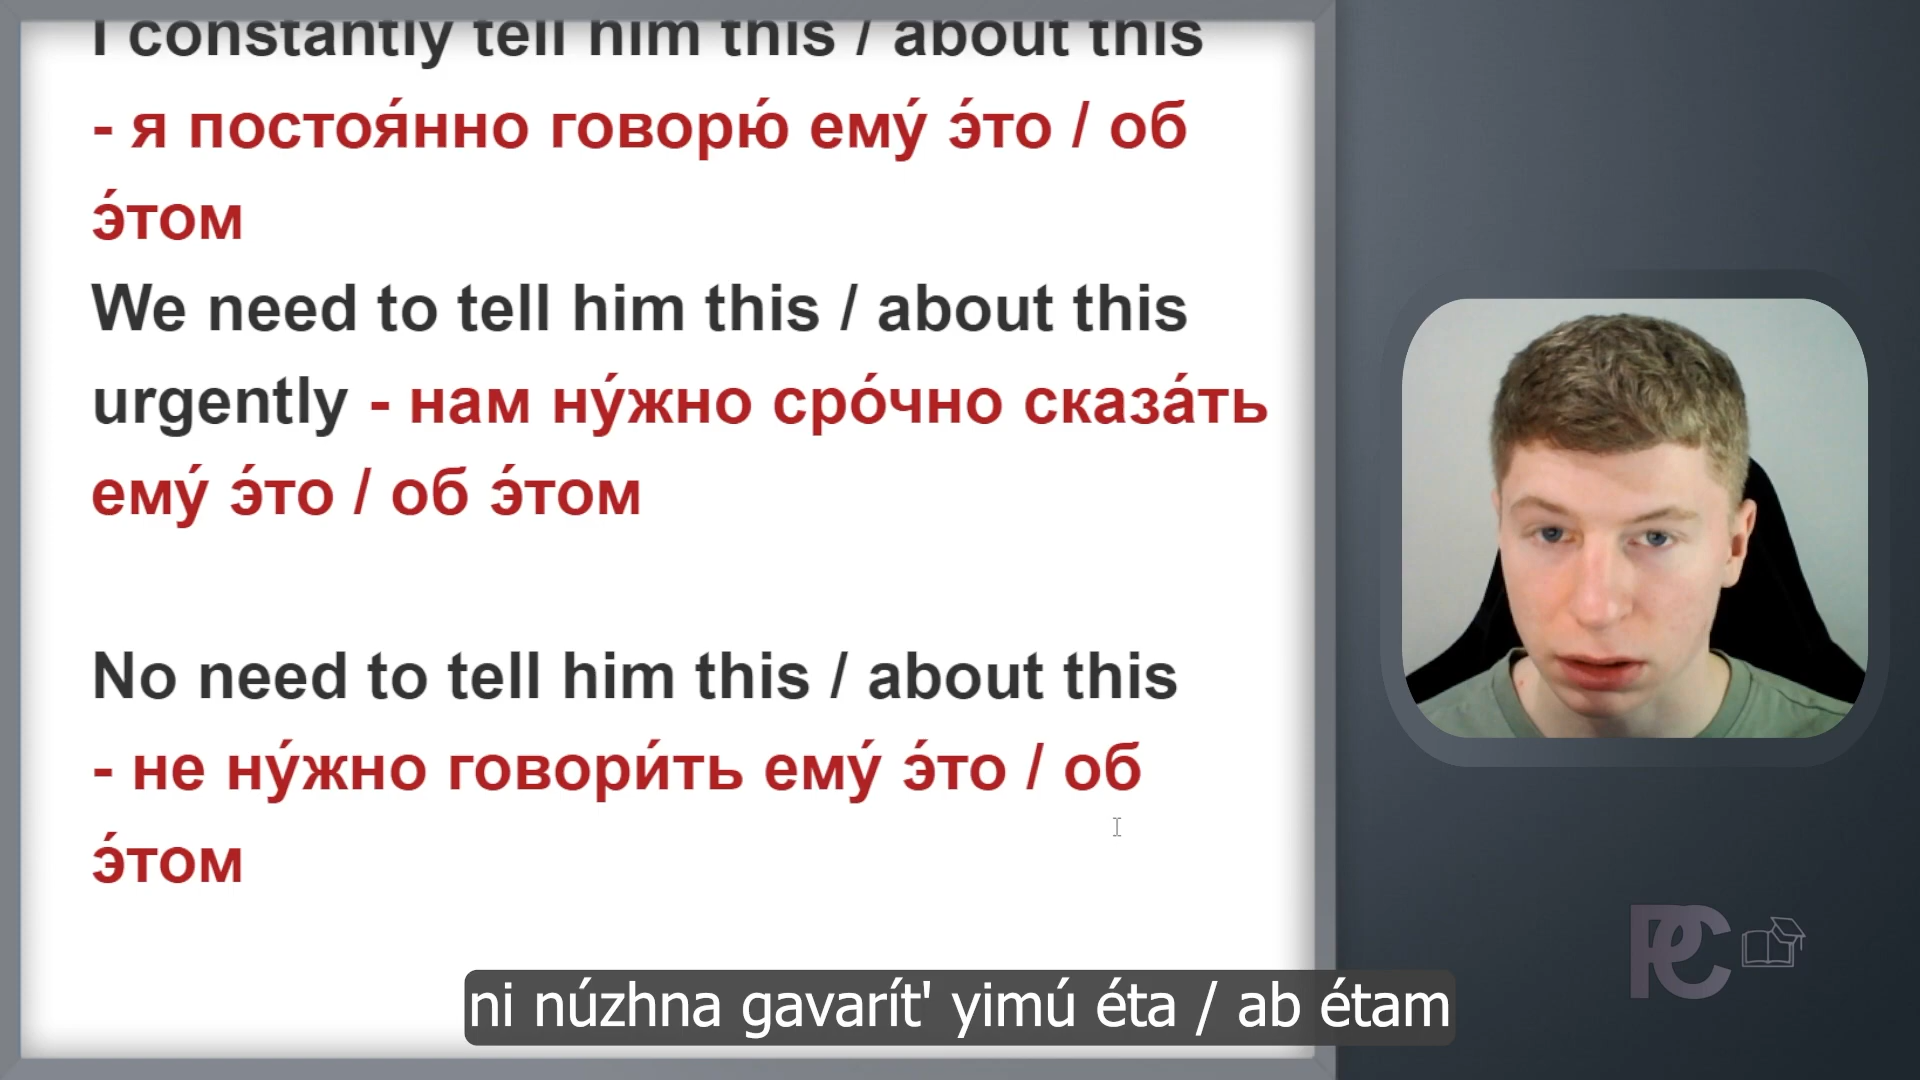 I constantly tell him this / about this
- я постоя́нно говорю́ ему́ э́то / об
э́том
We need to tell him this / about this
urgently - нам ну́жно сро́чно сказа́ть
ему́ э́то / об э́том
No need to tell him this / about this
- не ну́жно говори́ть ему́ э́то / об
э́том
PC
ni núzhna gavarít' yimú éta / ab étam